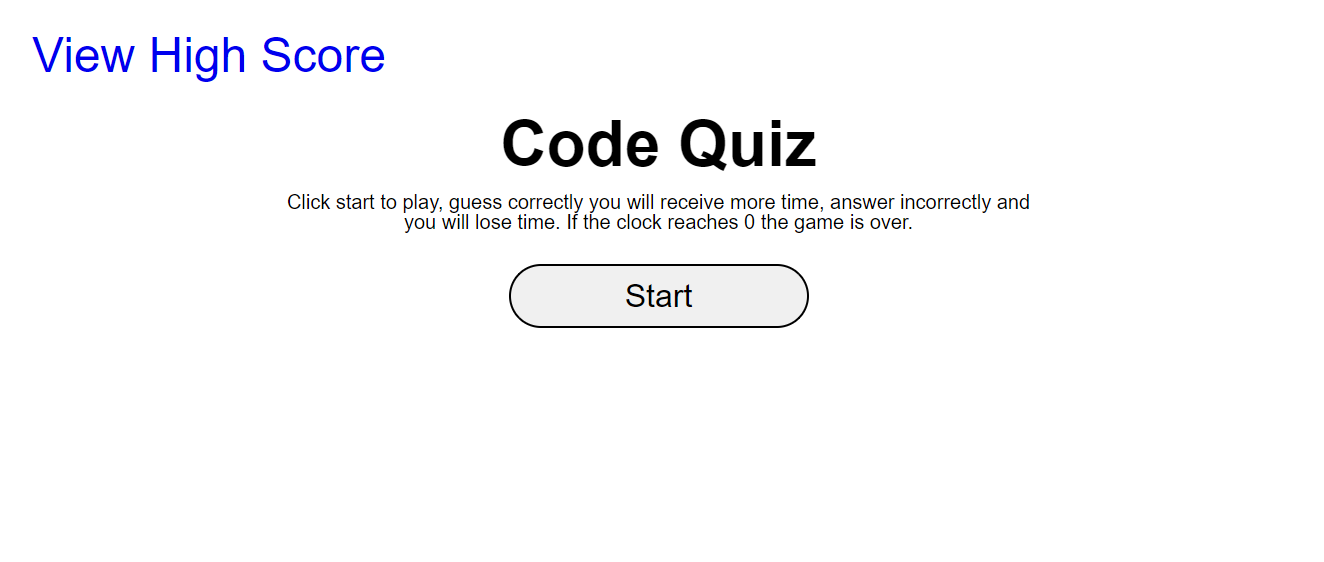 View High Score
Code Quiz
Click start to play, guess correctly you will receive more time, answer incorrectly and
you will lose time. If the clock reaches 0 the game is over.
Start